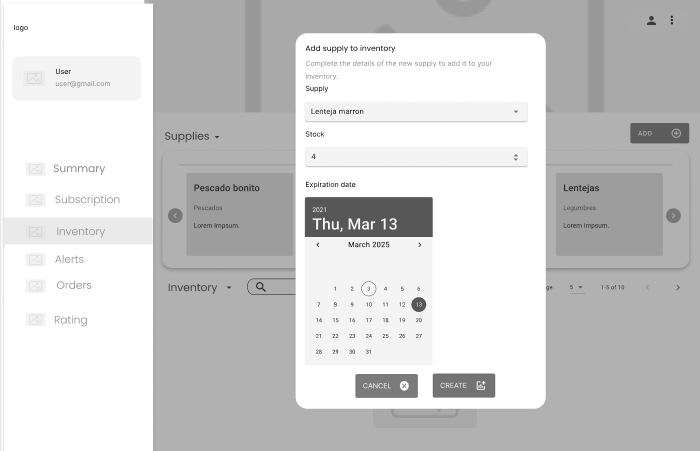 logo
User
user@gmail.com
Summary
Subscription
Inventory
Alerts
Orders
Rating
Supplies
ADD
Pescado bonito
Pescados
Lorem Impsum.
Lentejas
Legumbres
Lorem Impsum.
Inventory
ge:
5
1-5 of 10
Add supply to inventory
Complete the details of the new supply to add it to your
inventory.
Supply
Lenteja marron
Stock
4
Expiration date
2021
Thu, Mar 13
March 2025
1 2 3 4 5 6
7 8 9 10 11 12 13
14 15 16 17 18 19 20
21 22 23 24 25 26 27
28 29 30 31
CANCEL
CREATE